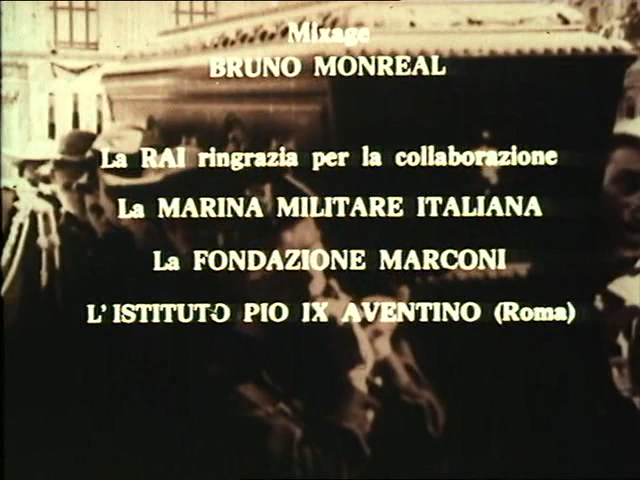 Mixage
BRUNO MONREAL
La RAI ringrazia per la collaborazione
La MARINA MILITARE ITALIANA
La FONDAZIONE MARCONI
L'ISTITUTO PIO IX AVENTINO (Roma)